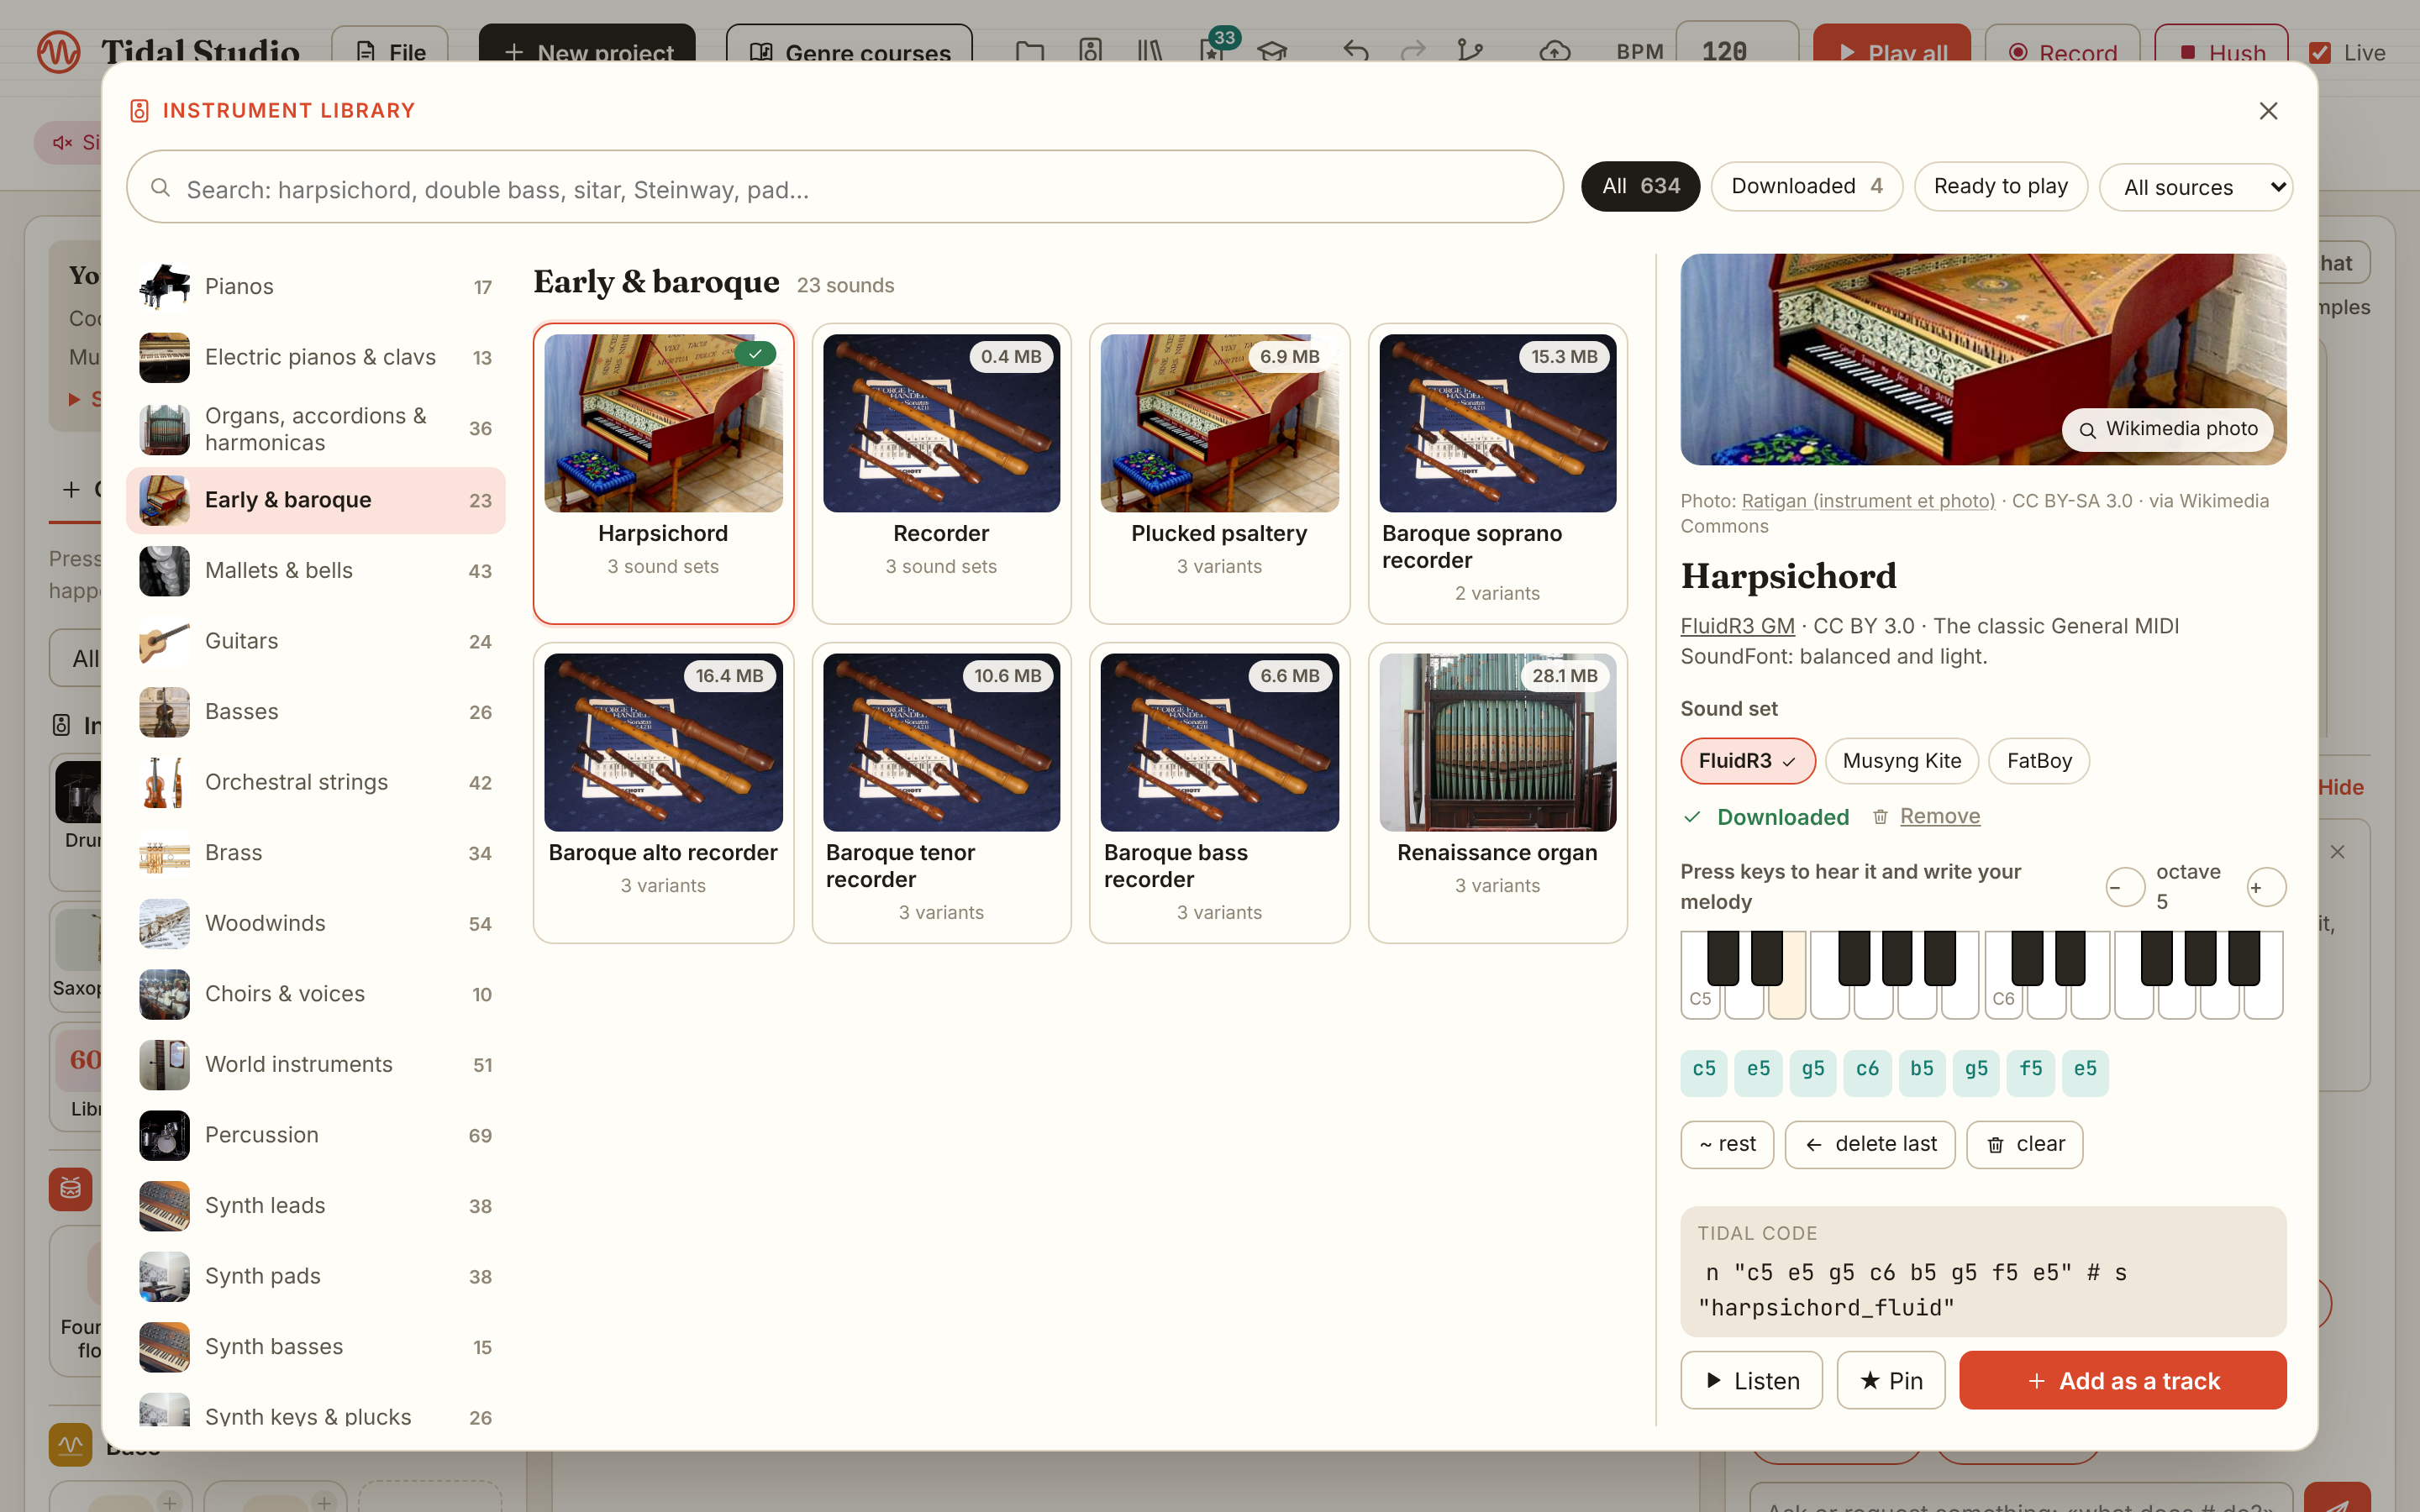 Tidal Studio
File
+ New project
Genre courses
33
BPM
120
Play all
Record
Hush
Live
INSTRUMENT LIBRARY
Search: harpsichord, double bass, sitar, Steinway, pad...
All 634
Downloaded 4
Ready to play
All sources
Pianos 17
Electric pianos & clavs 13
Organs, accordions &
harmonicas 36
Early & baroque 23
Mallets & bells 43
Guitars 24
Basses 26
Orchestral strings 42
Brass 34
Woodwinds 54
Choirs & voices 10
World instruments 51
Percussion 69
Synth leads 38
Synth pads 38
Synth basses 15
Synth keys & plucks 26
Early & baroque 23 sounds
Harpsichord
3 sound sets
0.4 MB
Recorder
3 sound sets
6.9 MB
Plucked psaltery
3 variants
15.3 MB
Baroque soprano
recorder
2 variants
16.4 MB
Baroque alto recorder
3 variants
10.6 MB
Baroque tenor
recorder
3 variants
6.6 MB
Baroque bass
recorder
3 variants
28.1 MB
Renaissance organ
3 variants
Wikimedia photo
Photo: Ratigan (instrument et photo) · CC BY-SA 3.0 · via Wikimedia
Commons
Harpsichord
FluidR3 GM · CC BY 3.0 · The classic General MIDI
SoundFont: balanced and light.
Sound set
FluidR3 ✓
Musyng Kite
FatBoy
Downloaded
Remove
Press keys to hear it and write your
melody
− octave
5 +
C5 C6
c5 e5 g5 c6 b5 g5 f5 e5
~ rest
← delete last
clear
TIDAL CODE
n "c5 e5 g5 c6 b5 g5 f5 e5" # s
"harpsichord_fluid"
Listen
★ Pin
+ Add as a track
Hide